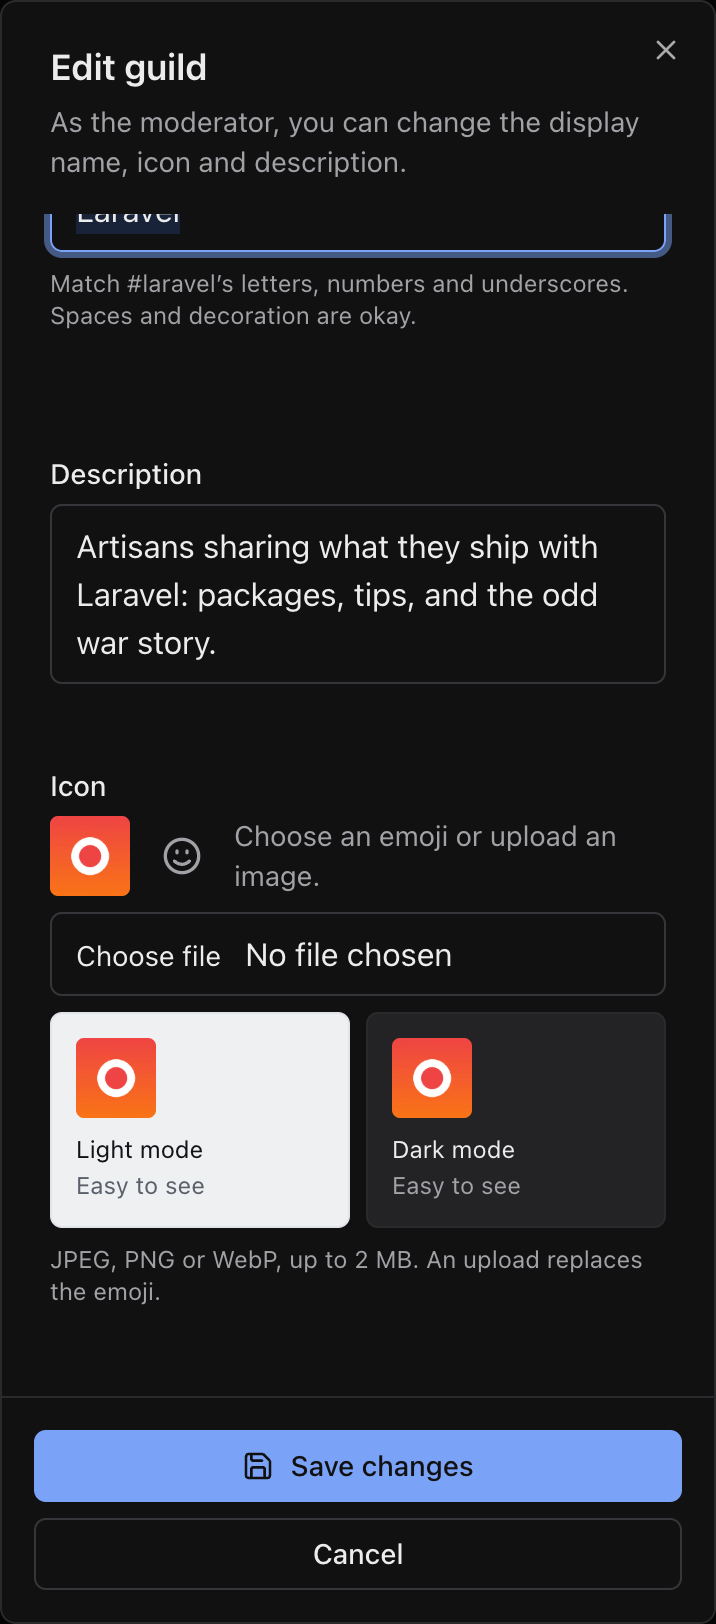 Edit guild
As the moderator, you can change the display
name, icon and description.
Laravel
Match #laravel’s letters, numbers and underscores.
Spaces and decoration are okay.
Description
Artisans sharing what they ship with
Laravel: packages, tips, and the odd
war story.
Icon
Choose an emoji or upload an
image.
Choose file No file chosen
Light mode
Easy to see
Dark mode
Easy to see
JPEG, PNG or WebP, up to 2 MB. An upload replaces
the emoji.
Save changes
Cancel